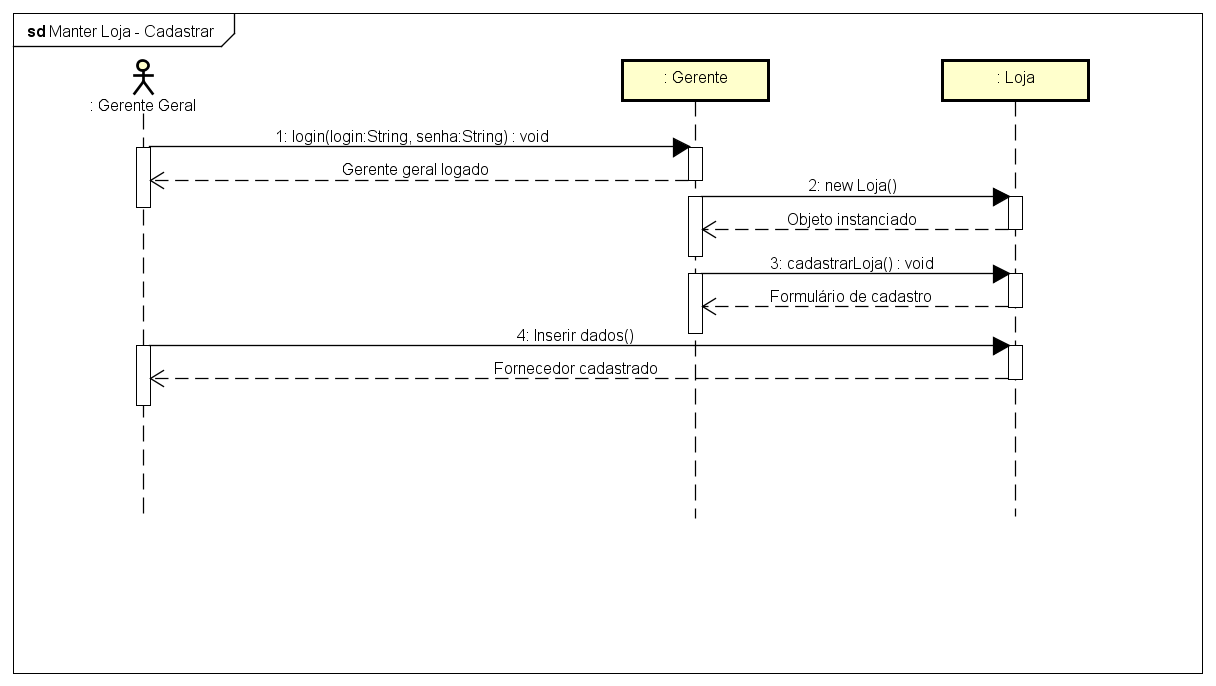 sd Manter Loja - Cadastrar
: Gerente Geral
: Gerente
: Loja
1: login(login:String, senha:String) : void
Gerente geral logado
2: new Loja()
Objeto instanciado
3: cadastrarLoja() : void
Formulário de cadastro
4: Inserir dados()
Fornecedor cadastrado